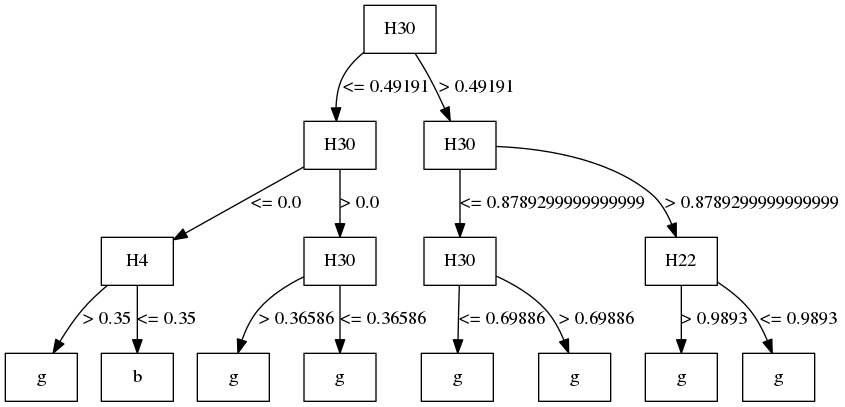 H30
<= 0.49191 > 0.49191
H30 H30
<= 0.0 > 0.0 <= 0.8789299999999999 > 0.8789299999999999
H4 H30 H30 H22
> 0.35 <= 0.35 > 0.36586 <= 0.36586 <= 0.69886 > 0.69886 > 0.9893 <= 0.9893
g b g g g g g g